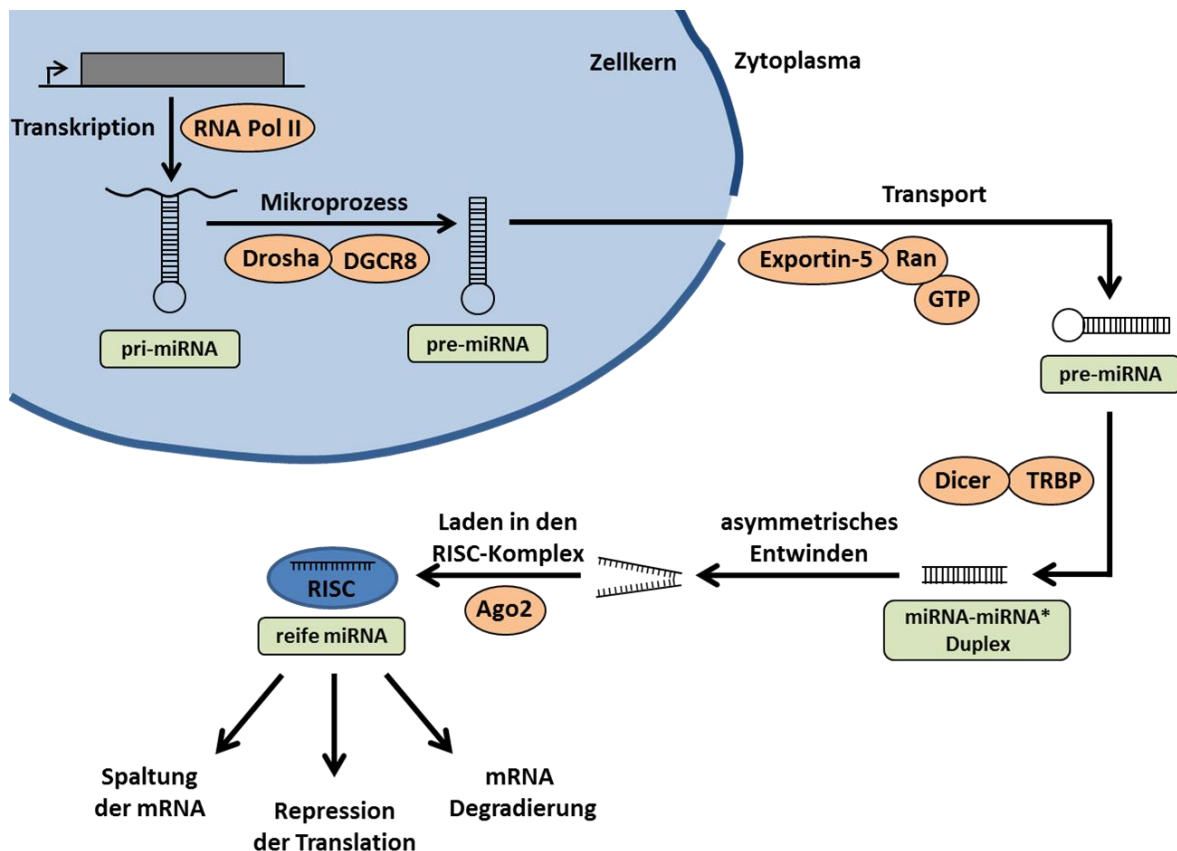 Zellkern
Zytoplasma
Transkription
RNA Pol II
Mikroprozess
Drosha
DGCR8
pri-miRNA
pre-miRNA
Transport
Exportin-5
Ran
GTP
pre-miRNA
Dicer
TRBP
miRNA-miRNA*
Duplex
asymmetrisches
Entwinden
Laden in den
RISC-Komplex
Ago2
RISC
reife miRNA
Spaltung
der mRNA
Repression
der Translation
mRNA
Degradierung